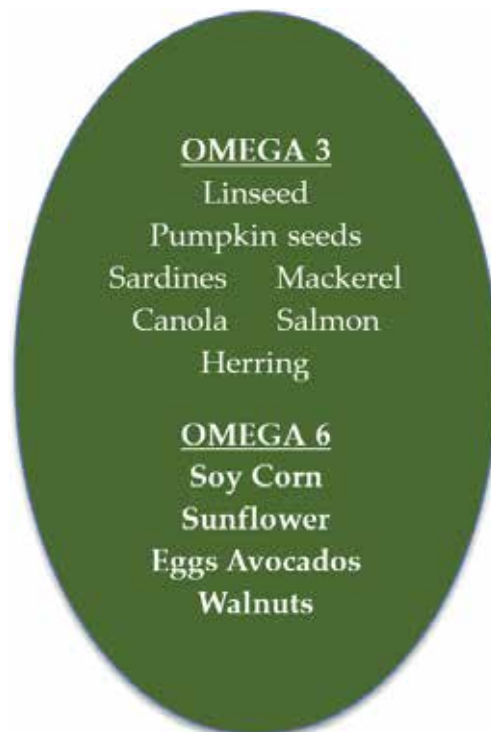 OMEGA 3
Linseed
Pumpkin seeds
Sardines Mackerel
Canola Salmon
Herring
OMEGA 6
Soy Corn
Sunflower
Eggs Avocados
Walnuts